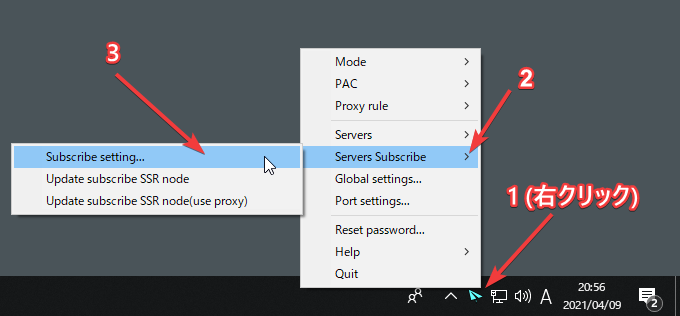 3
2
Mode
PAC
Proxy rule
Servers
Servers Subscribe
Global settings...
Port settings...
Reset password...
Help
Quit
Subscribe setting...
Update subscribe SSR node
Update subscribe SSR node(use proxy)
1 (右クリック)
A
20:56
2021/04/09
2